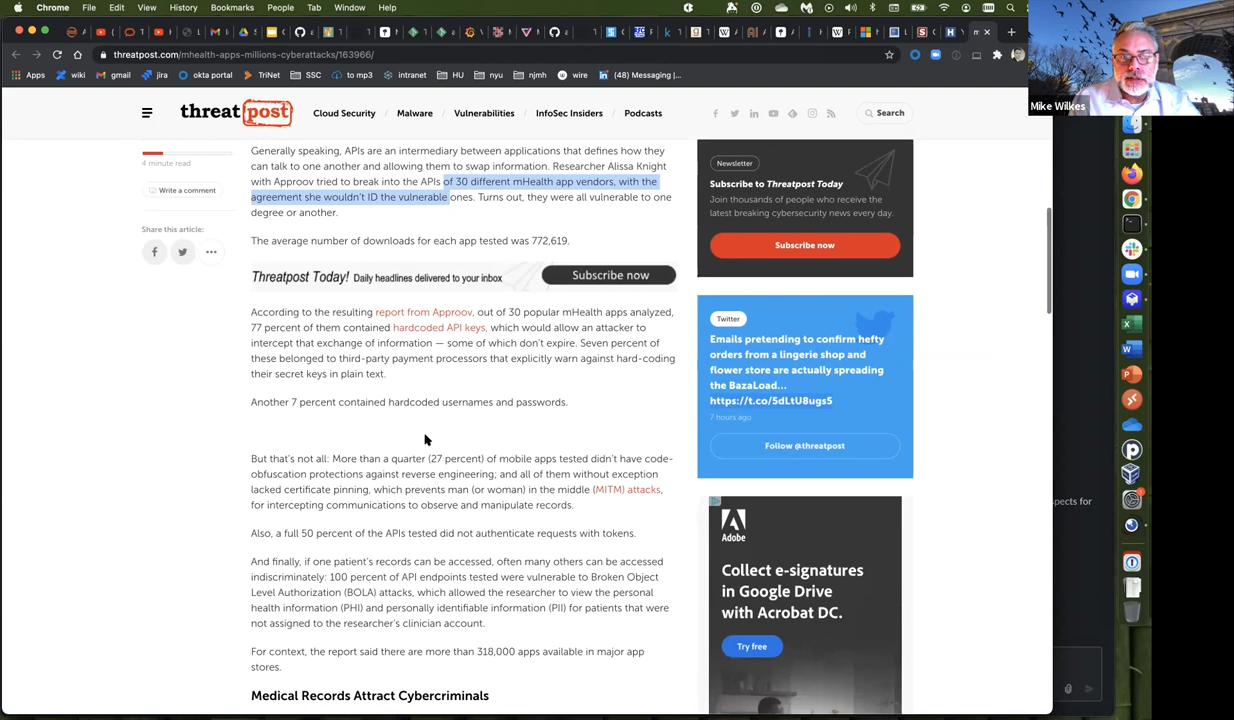 Chrome File Edit View History Bookmarks People Tab Window Help
threatpost.com/mhealth-apps-millions-cyberattacks/163966/
Apps wiki gmail jira okta portal TriNet SSC to mp3 intranet HU nyu njmh wire (48) Messaging |...
Mike Wilkes
threatpost
Cloud Security Malware Vulnerabilities InfoSec Insiders Podcasts
Search
4 minute read
Write a comment
Share this article:
Generally speaking, APIs are an intermediary between applications that defines how they
can talk to one another and allowing them to swap information. Researcher Alissa Knight
with Approov tried to break into the APIs of 30 different mHealth app vendors, with the
agreement she wouldn't ID the vulnerable ones. Turns out, they were all vulnerable to one
degree or another.
The average number of downloads for each app tested was 772,619.
Threatpost Today! Daily headlines delivered to your inbox Subscribe now
According to the resulting report from Approov, out of 30 popular mHealth apps analyzed,
77 percent of them contained hardcoded API keys, which would allow an attacker to
intercept that exchange of information — some of which don't expire. Seven percent of
these belonged to third-party payment processors that explicitly warn against hard-coding
their secret keys in plain text.
Another 7 percent contained hardcoded usernames and passwords.
But that's not all: More than a quarter (27 percent) of mobile apps tested didn't have code-
obfuscation protections against reverse engineering; and all of them without exception
lacked certificate pinning, which prevents man (or woman) in the middle (MITM) attacks,
for intercepting communications to observe and manipulate records.
Also, a full 50 percent of the APIs tested did not authenticate requests with tokens.
And finally, if one patient's records can be accessed, often many others can be accessed
indiscriminately: 100 percent of API endpoints tested were vulnerable to Broken Object
Level Authorization (BOLA) attacks, which allowed the researcher to view the personal
health information (PHI) and personally identifiable information (PII) for patients that were
not assigned to the researcher's clinician account.
For context, the report said there are more than 318,000 apps available in major app
stores.
Medical Records Attract Cybercriminals
Newsletter
Subscribe to Threatpost Today
Join thousands of people who receive the
latest breaking cybersecurity news every day.
Subscribe now
Twitter
Emails pretending to confirm hefty
orders from a lingerie shop and
flower store are actually spreading
the BazaLoad...
https://t.co/5dLtU8ugs5
7 hours ago
Follow @threatpost
Adobe
Collect e-signatures
in Google Drive
with Acrobat DC.
Try free
spects for